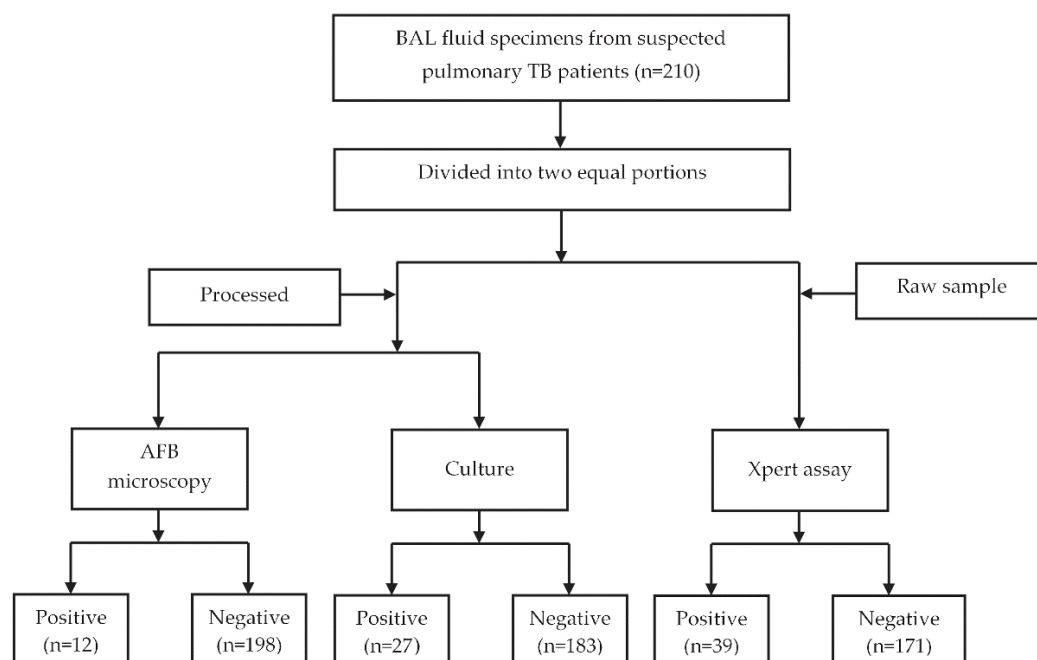 BAL fluid specimens from suspected
pulmonary TB patients (n=210)
Divided into two equal portions
Processed
Raw sample
AFB
microscopy
Culture
Xpert assay
Positive
(n=12)
Negative
(n=198)
Positive
(n=27)
Negative
(n=183)
Positive
(n=39)
Negative
(n=171)